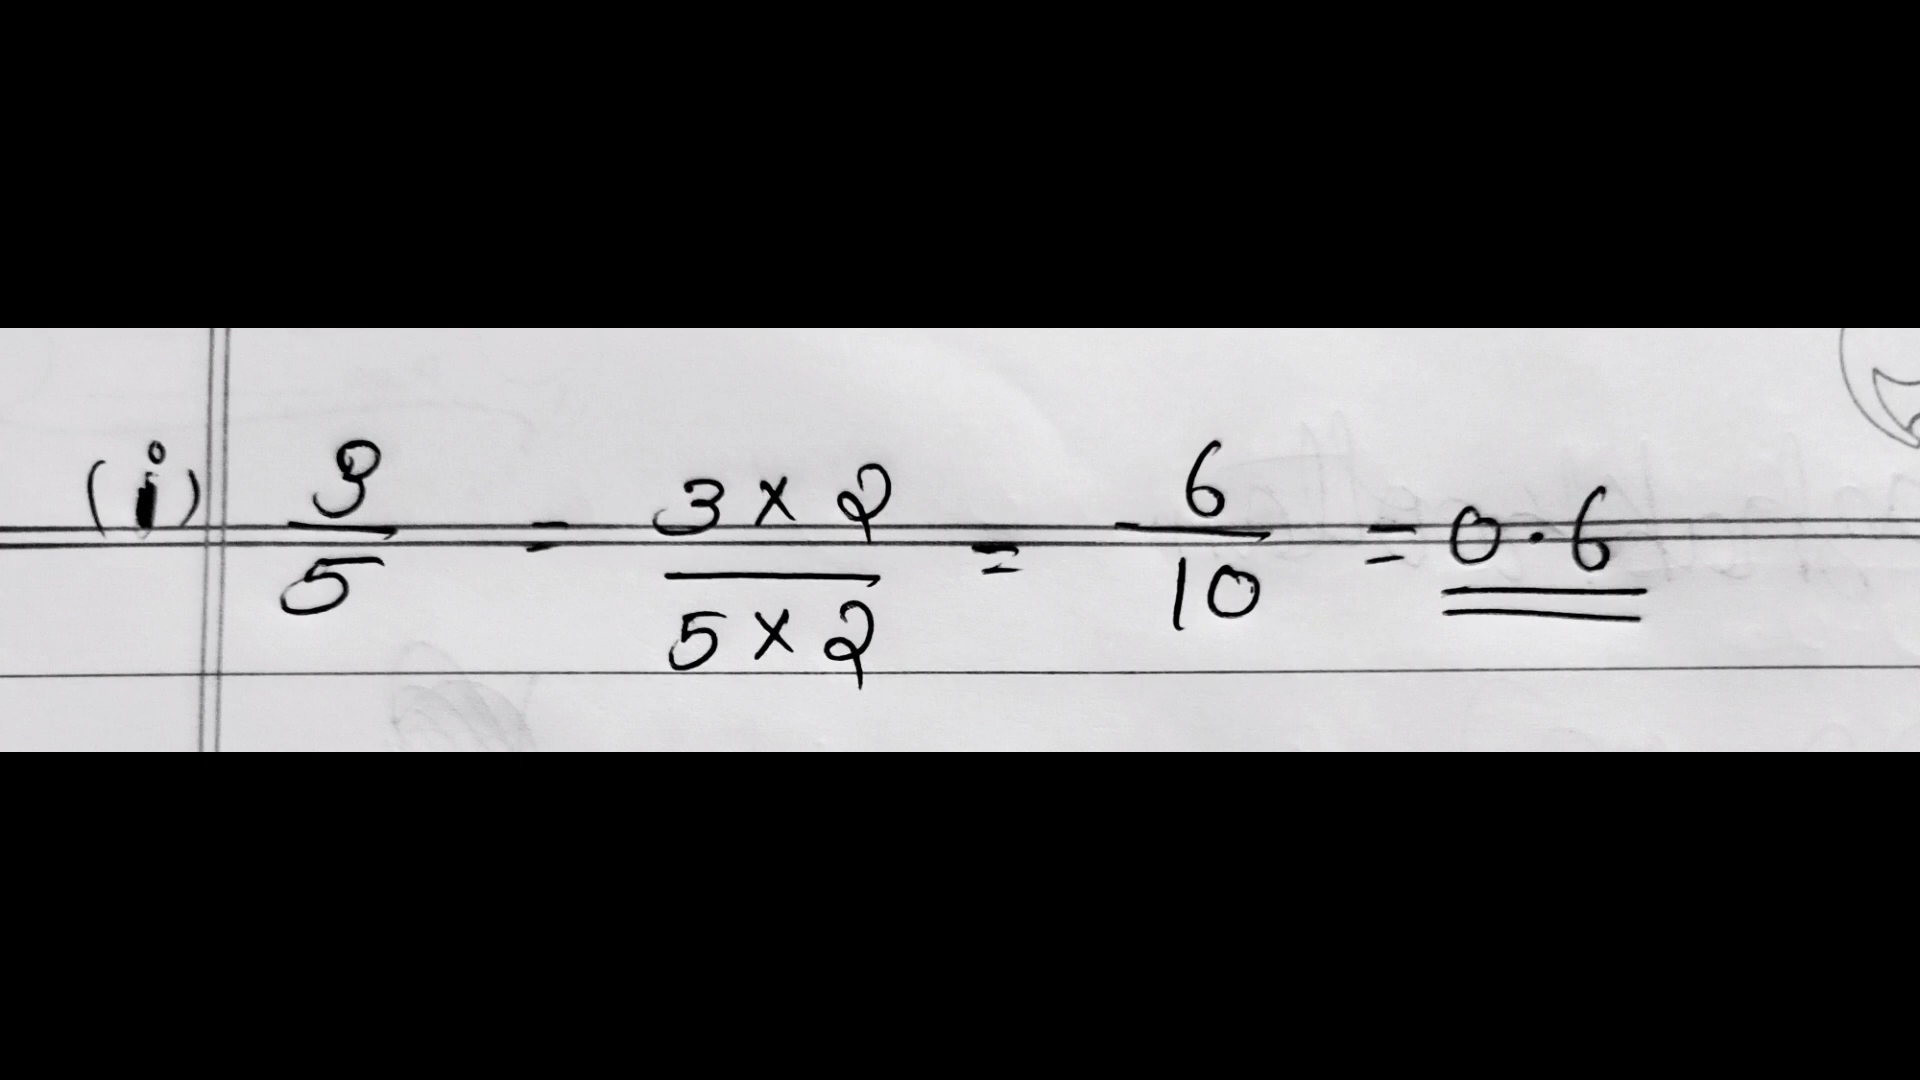 (i) 3/5 = 3 x 2 / 5 x 2 = 6/10 = 0.6